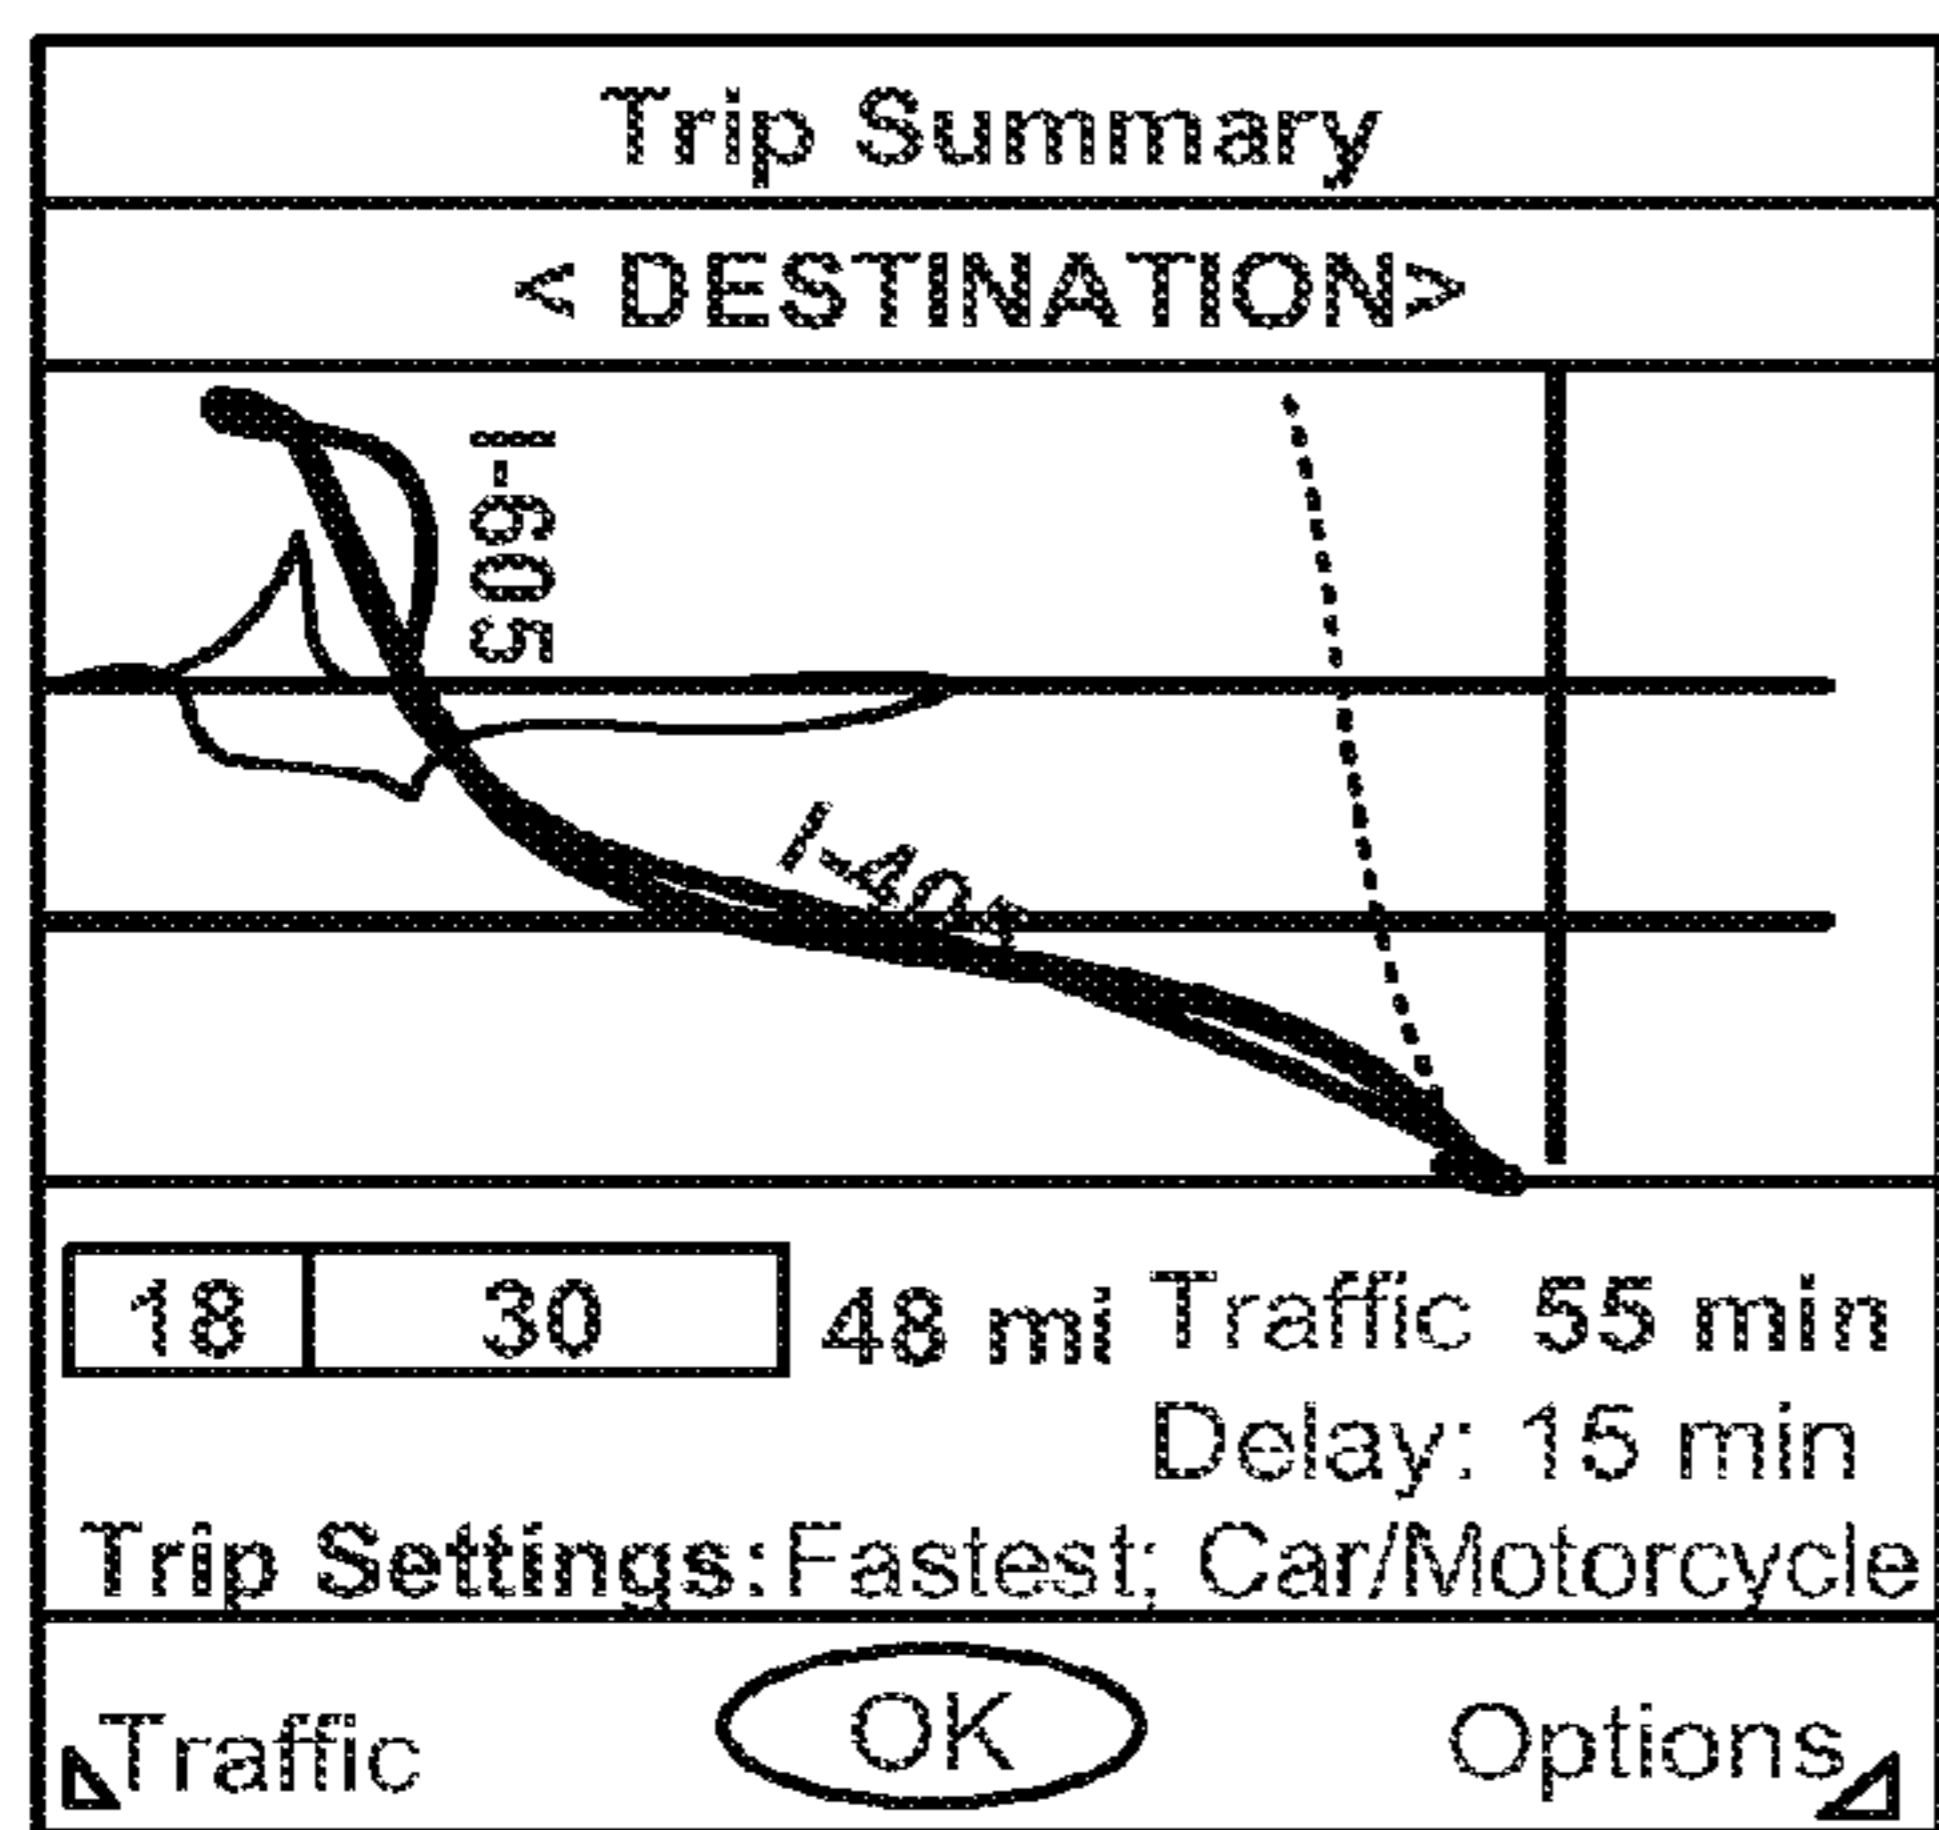 Trip Summary
< DESTINATION>
I-605
I-405
18 30 48 mi Traffic 55 min
Delay: 15 min
Trip Settings: Fastest; Car/Motorcycle
Traffic OK Options